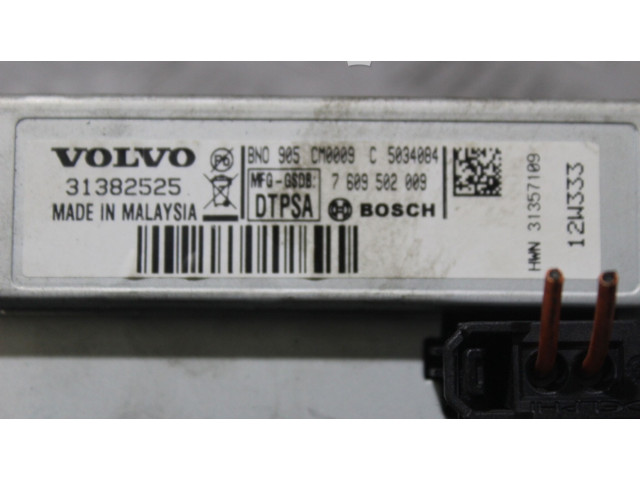 VOLVO
31382525
MADE IN MALAYSIA
BNO 905 CM0009 C 5034084
MFG-GSDB: 7 609 502 009
DTPSA BOSCH
HWN 31357109
12W333